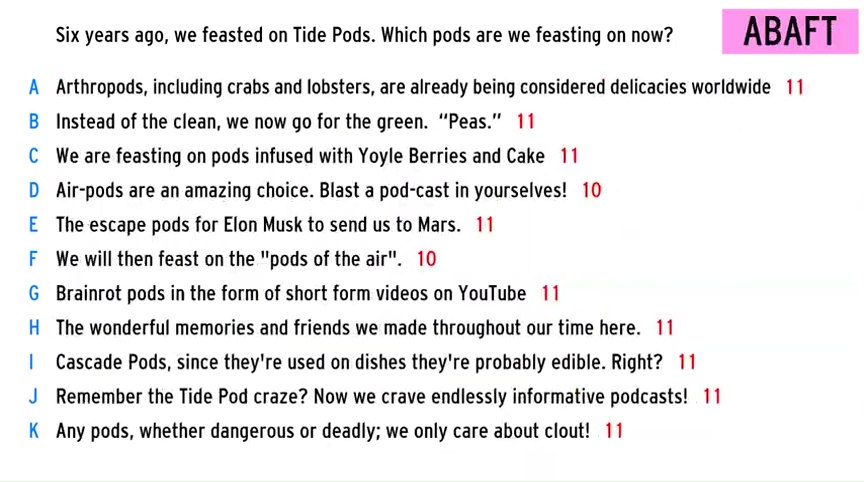 Six years ago, we feasted on Tide Pods. Which pods are we feasting on now?
ABAFT
A Arthropods, including crabs and lobsters, are already being considered delicacies worldwide 11
B Instead of the clean, we now go for the green. “Peas.” 11
C We are feasting on pods infused with Yoyle Berries and Cake 11
D Air-pods are an amazing choice. Blast a pod-cast in yourselves! 10
E The escape pods for Elon Musk to send us to Mars. 11
F We will then feast on the "pods of the air". 10
G Brainrot pods in the form of short form videos on YouTube 11
H The wonderful memories and friends we made throughout our time here. 11
I Cascade Pods, since they're used on dishes they're probably edible. Right? 11
J Remember the Tide Pod craze? Now we crave endlessly informative podcasts! 11
K Any pods, whether dangerous or deadly; we only care about clout! 11